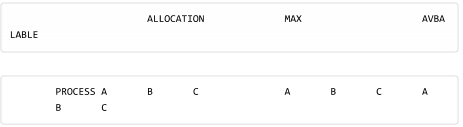 ALLOCATION MAX AVBA
LABLE
PROCESS A B C A B C A
B C